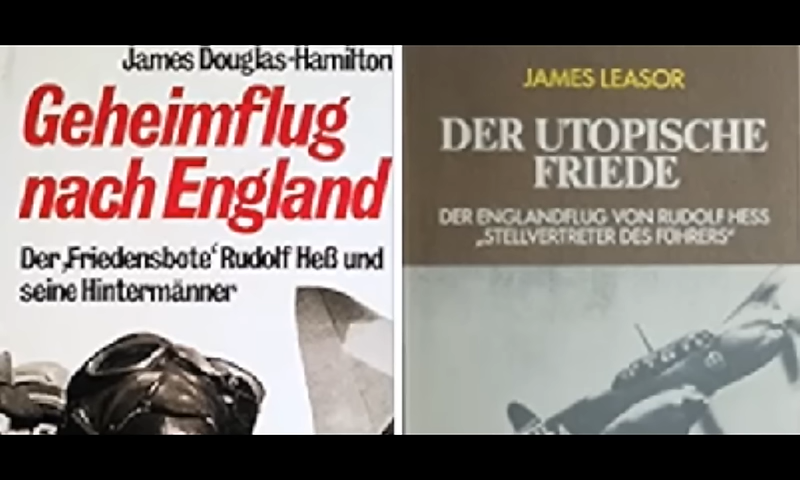 James Douglas-Hamilton
Geheimflug
nach England
Der ‚Friedensbote‘ Rudolf Heß und
seine Hintermänner
JAMES LEASOR
DER UTOPISCHE
FRIEDE
DER ENGLANDFLUG VON RUDOLF HESS
„STELLVERTRETER DES FÜHRERS“